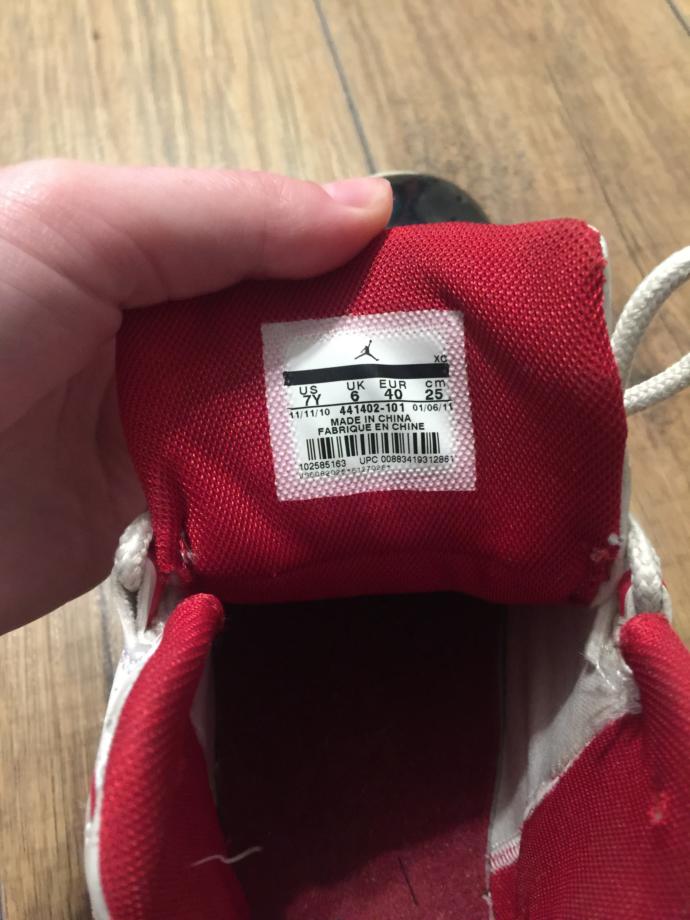 XC
US UK EUR cm
7Y 6 40 25
11/11/10 441402-101 01/06/11
MADE IN CHINA
FABRIQUE EN CHINE
102585163 UPC 00883419312861